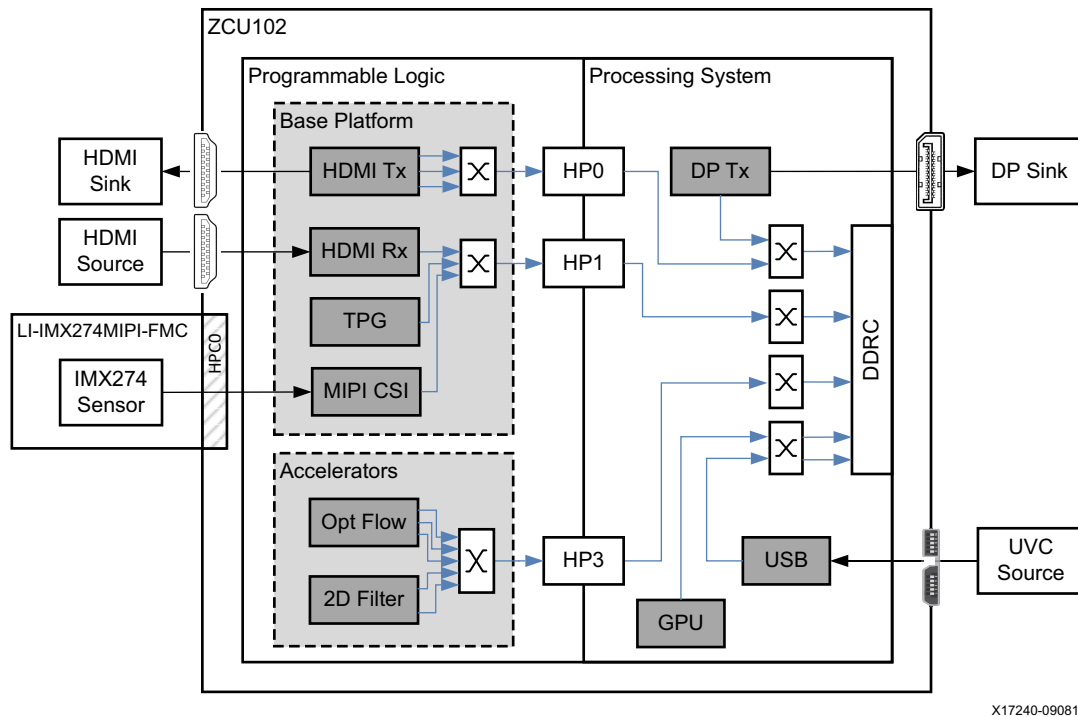 ZCU102
Programmable Logic
Processing System
Base Platform
HDMI
Sink
HDMI Tx
HP0
DP Tx
DP Sink
HDMI
Source
HDMI Rx
HP1
TPG
LI-IMX274MIPI-FMC
HPC0
IMX274
Sensor
MIPI CSI
DDRC
Accelerators
Opt Flow
2D Filter
HP3
USB
UVC
Source
GPU
X17240-09081